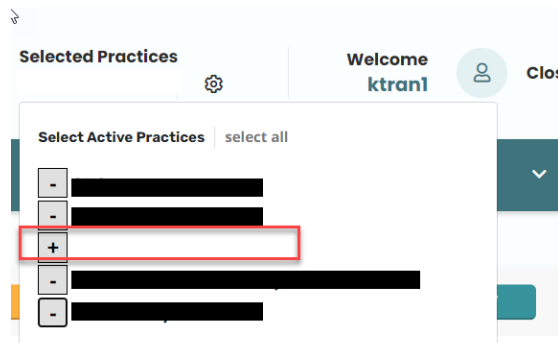 Selected Practices
Welcome
ktran1
Clos
Select Active Practices select all
-
-
+
-
-